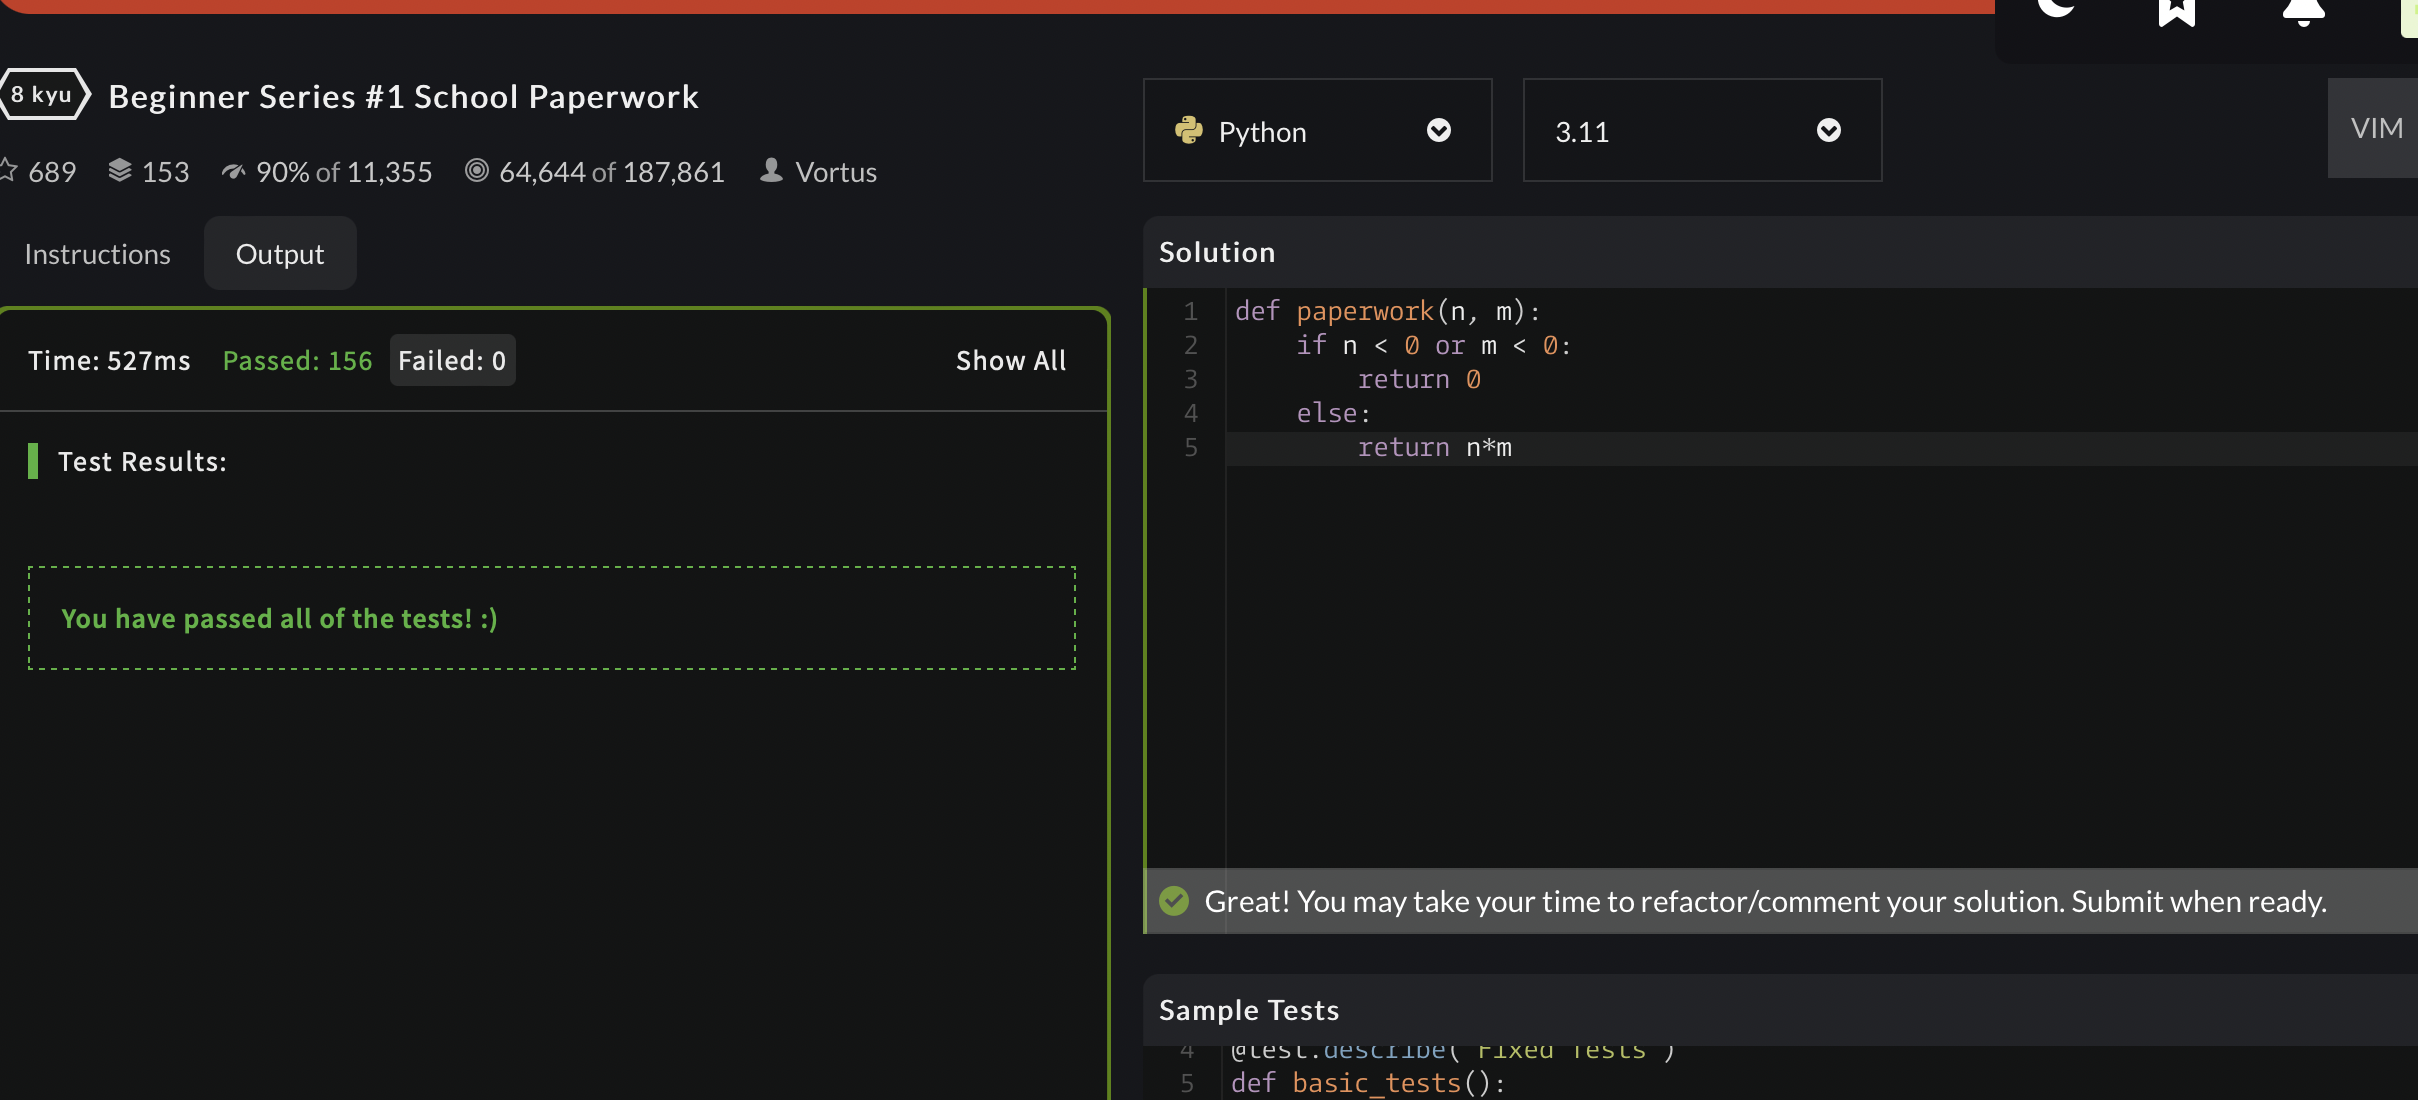 8 kyu Beginner Series #1 School Paperwork
689 153 90% of 11,355 64,644 of 187,861 Vortus
Instructions Output
Time: 527ms Passed: 156 Failed: 0 Show All
Test Results:
You have passed all of the tests! :)
Python 3.11 VIM
Solution
1 def paperwork(n, m):
2     if n < 0 or m < 0:
3         return 0
4     else:
5         return n*m
Great! You may take your time to refactor/comment your solution. Submit when ready.
Sample Tests
4 @test.describe("Fixed Tests")
5 def basic_tests():